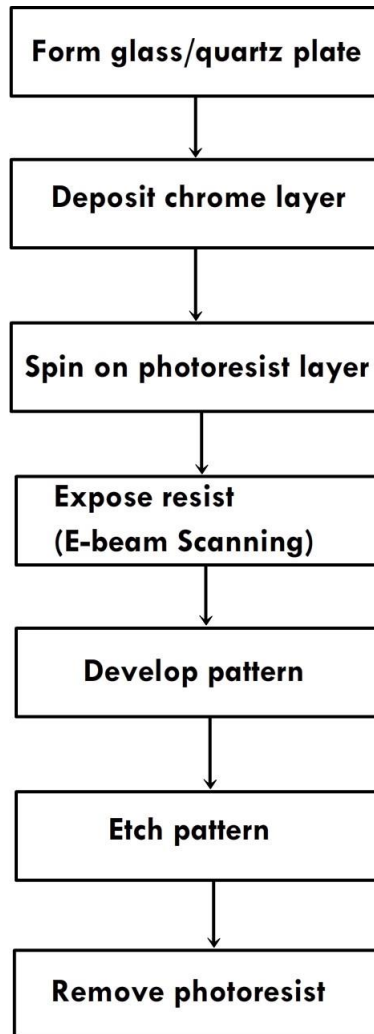 Form glass/quartz plate
Deposit chrome layer
Spin on photoresist layer
Expose resist
(E-beam Scanning)
Develop pattern
Etch pattern
Remove photoresist